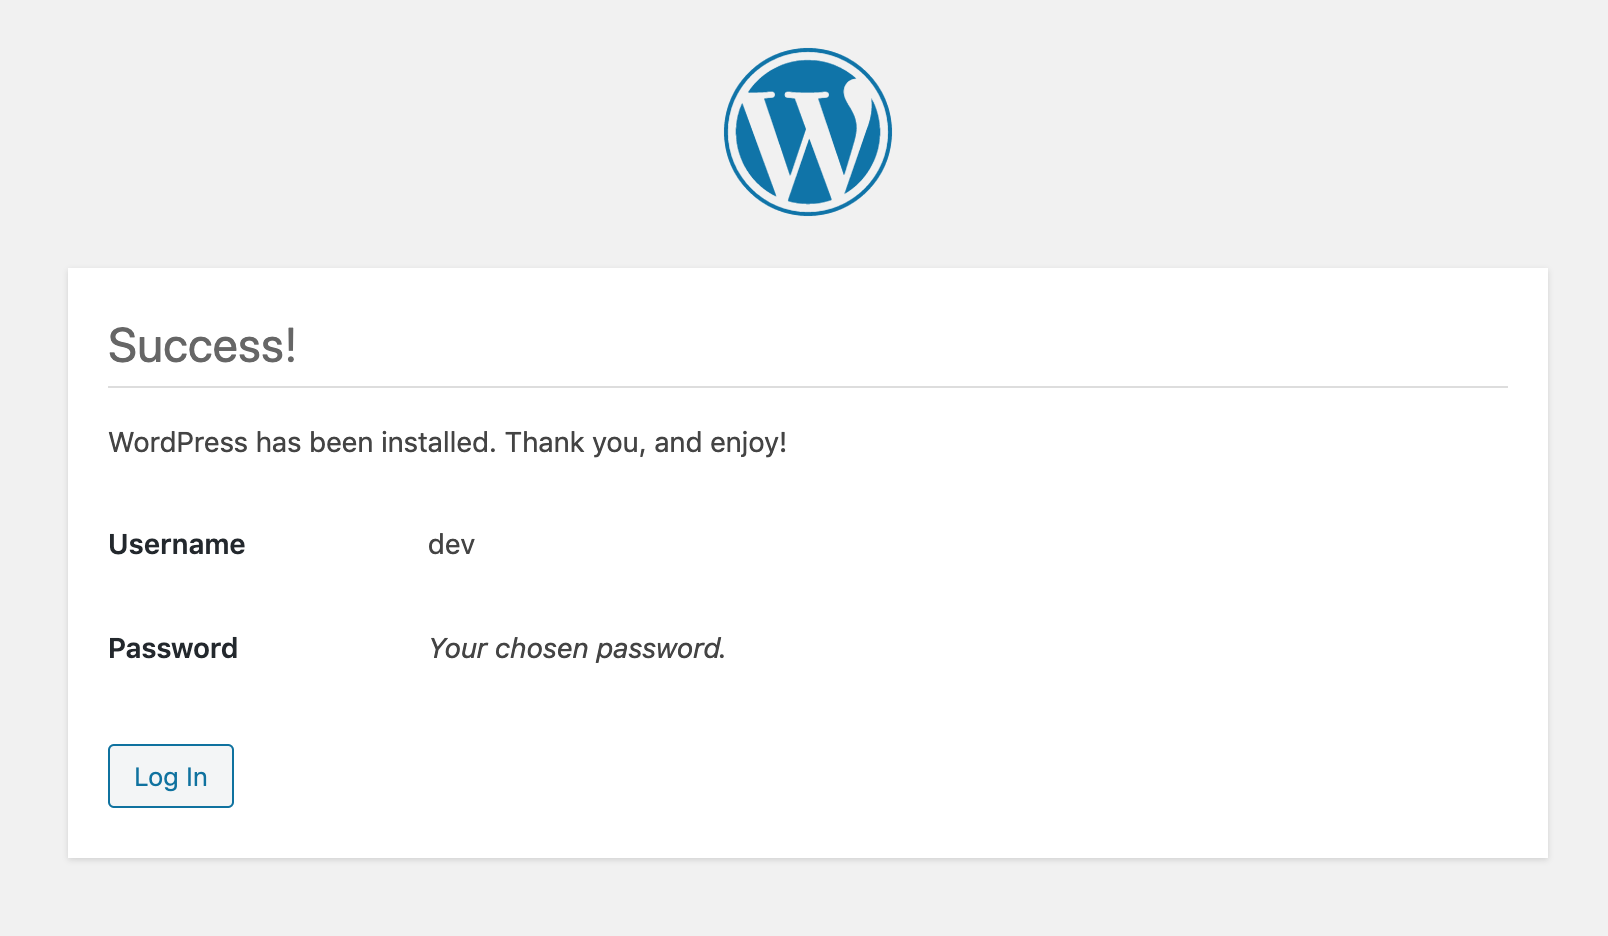 Success!
WordPress has been installed. Thank you, and enjoy!
Username dev
Password Your chosen password.
Log In